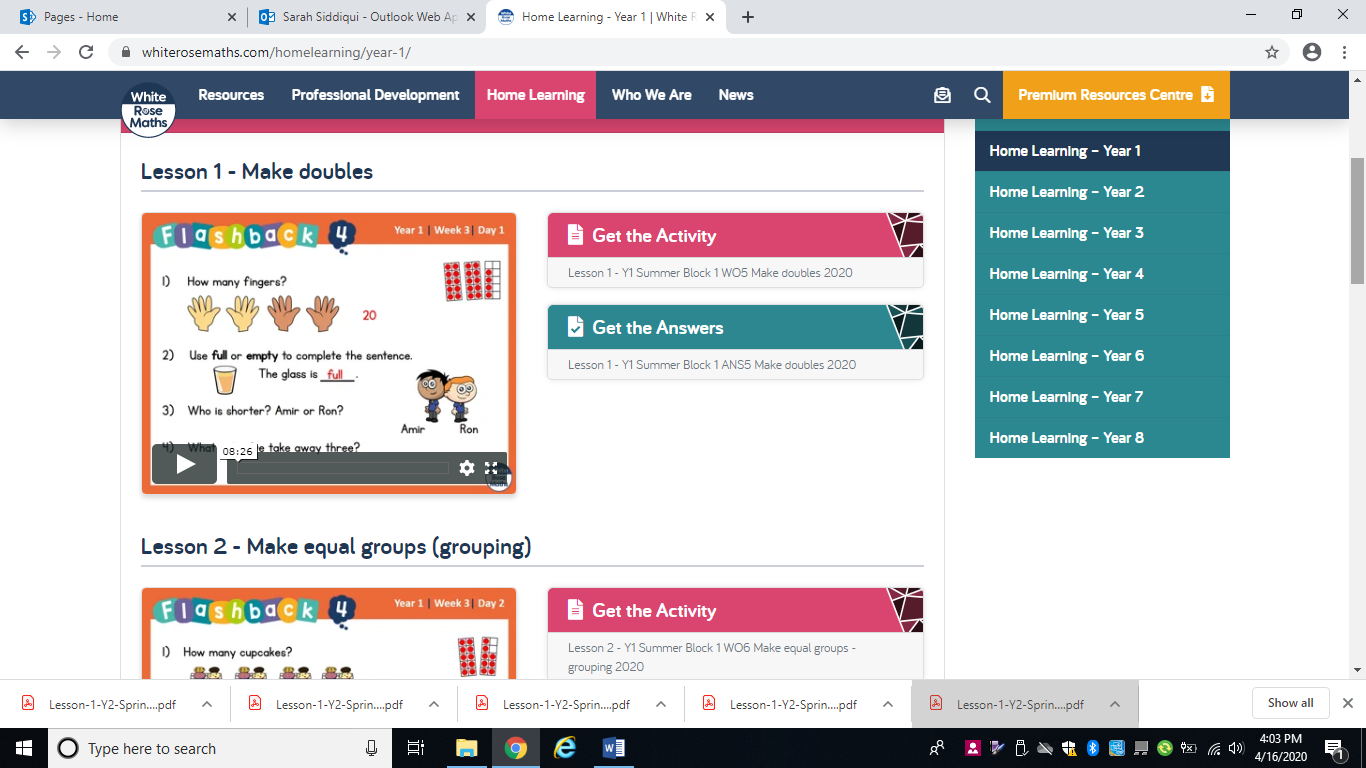 Pages - Home
Sarah Siddiqui - Outlook Web Ap
Home Learning - Year 1 | White R
whiterosemaths.com/homelearning/year-1/
White Rose Maths
Resources
Professional Development
Home Learning
Who We Are
News
Premium Resources Centre
Lesson 1 - Make doubles
Flashback 4
Year 1 | Week 3 | Day 1
1) How many fingers?
20
2) Use full or empty to complete the sentence.
The glass is full.
3) Who is shorter? Amir or Ron?
Amir
Ron
4) What take away three?
08:26
Get the Activity
Lesson 1 - Y1 Summer Block 1 WO5 Make doubles 2020
Get the Answers
Lesson 1 - Y1 Summer Block 1 ANS5 Make doubles 2020
Home Learning – Year 1
Home Learning – Year 2
Home Learning – Year 3
Home Learning – Year 4
Home Learning – Year 5
Home Learning – Year 6
Home Learning – Year 7
Home Learning – Year 8
Lesson 2 - Make equal groups (grouping)
Flashback 4
Year 1 | Week 3 | Day 2
1) How many cupcakes?
Get the Activity
Lesson 2 - Y1 Summer Block 1 WO6 Make equal groups -
grouping 2020
Lesson-1-Y2-Sprin....pdf
Lesson-1-Y2-Sprin....pdf
Lesson-1-Y2-Sprin....pdf
Lesson-1-Y2-Sprin....pdf
Lesson-1-Y2-Sprin....pdf
Show all
Type here to search
4:03 PM
4/16/2020
1